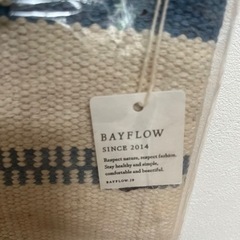 BAYFLOW
SINCE 2014
Respect nature, respect fashion.
Stay healthy and simple,
comfortable and beautiful.
BAYFLOW.JP